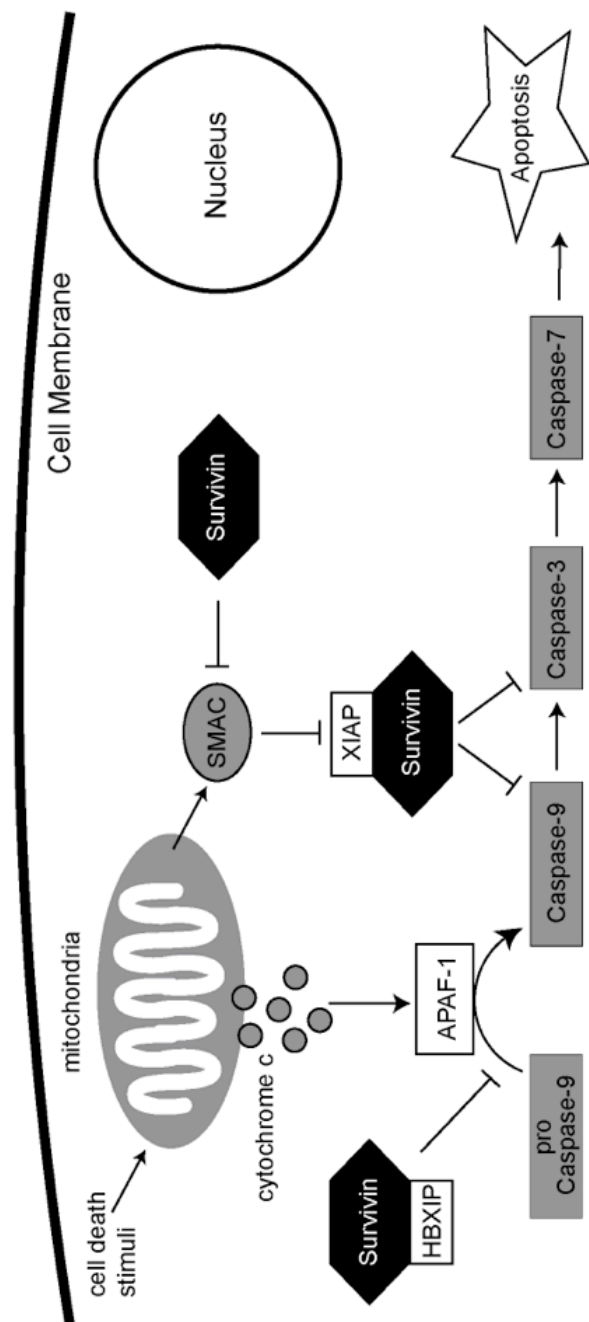 Cell Membrane
cell death
stimuli
mitochondria
Nucleus
SMAC
Survivin
cytochrome c
XIAP
Survivin
Survivin
HBXIP
APAF-1
pro
Caspase-9
Caspase-9
Caspase-3
Caspase-7
Apoptosis